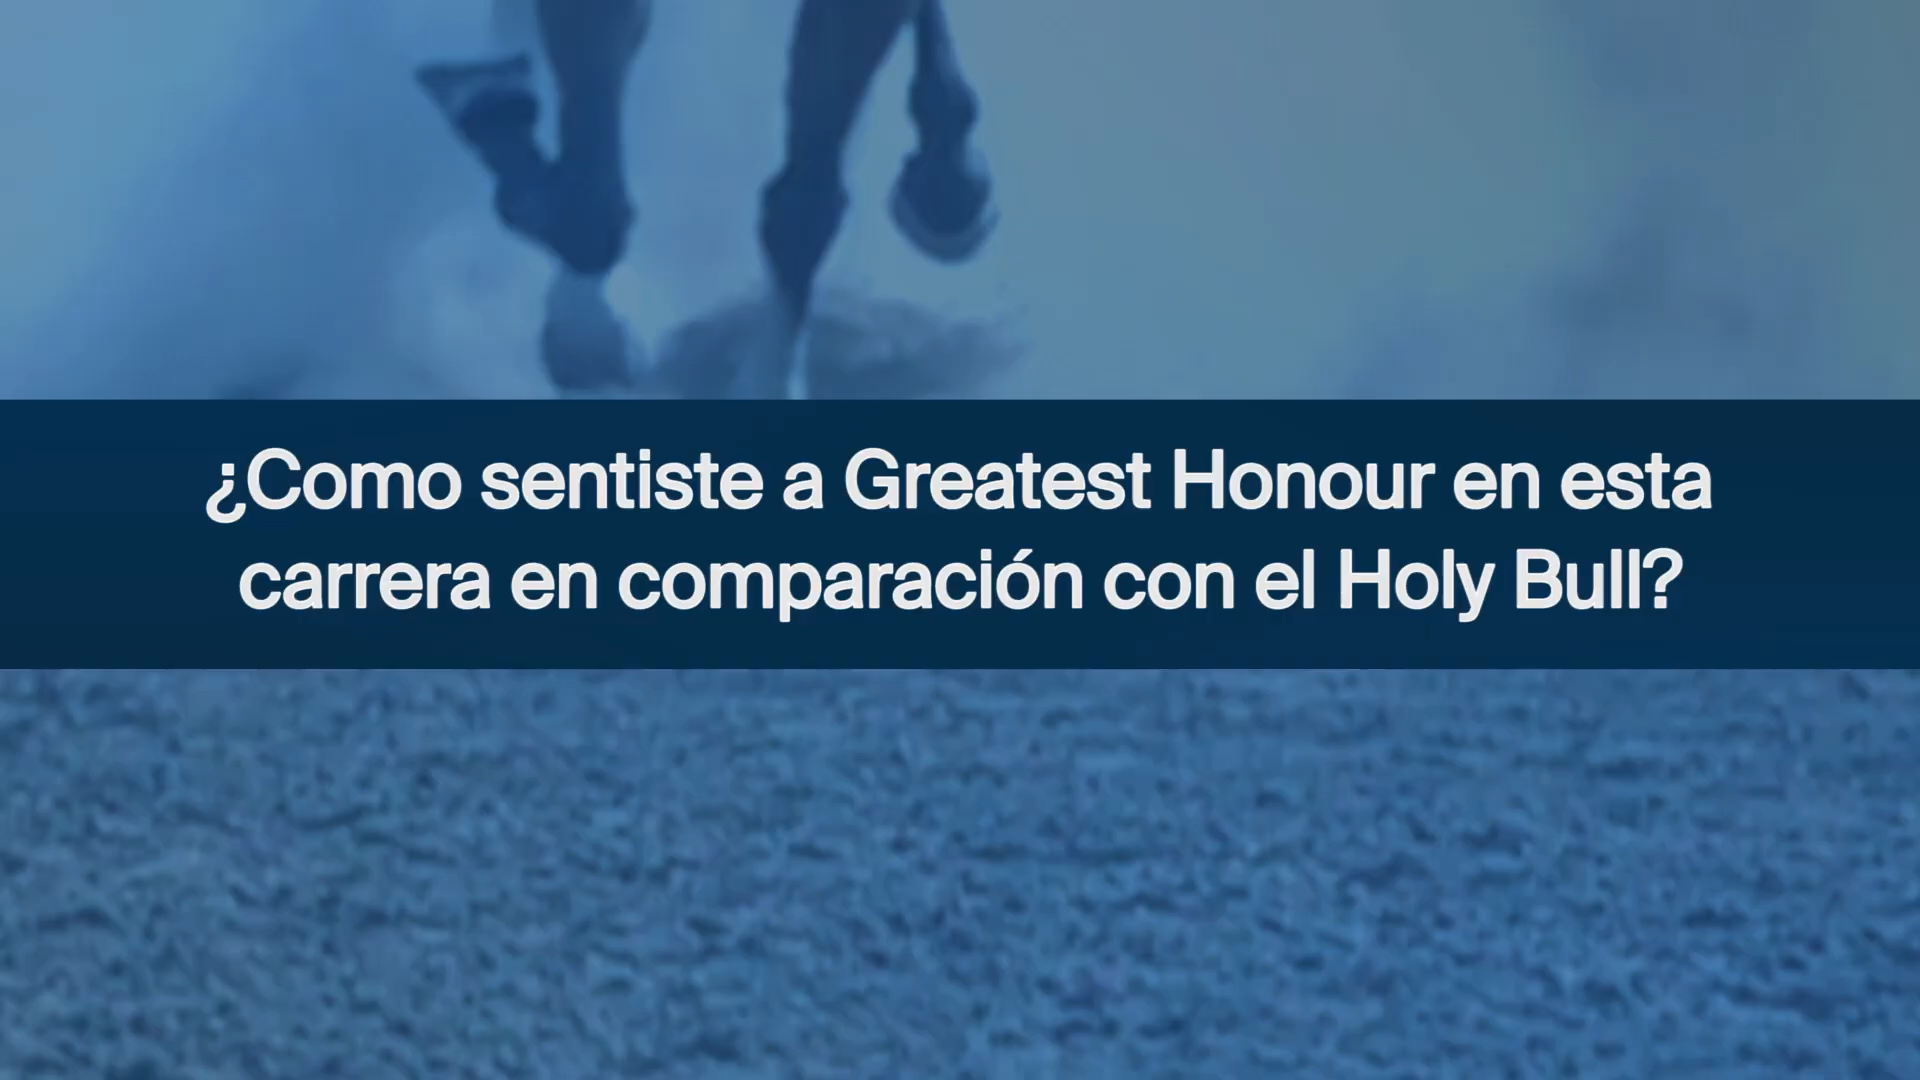 ¿Como sentiste a Greatest Honour en esta
carrera en comparación con el Holy Bull?